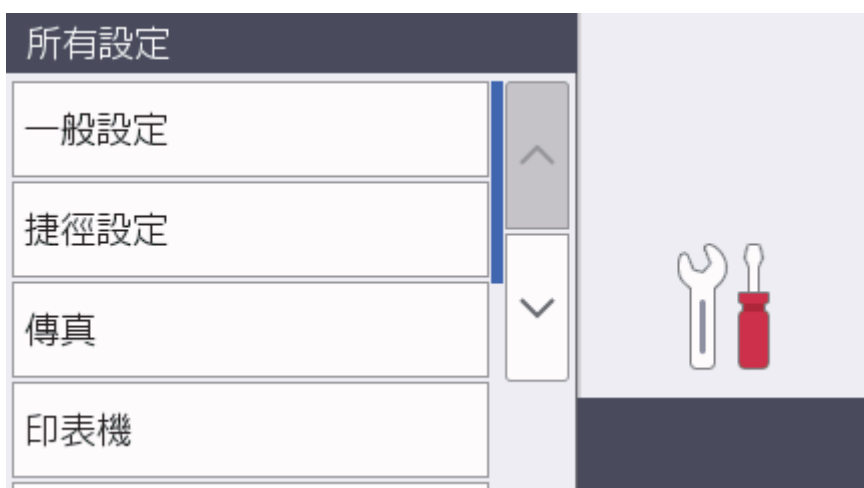 所有設定
一般設定
捷徑設定
傳真
印表機